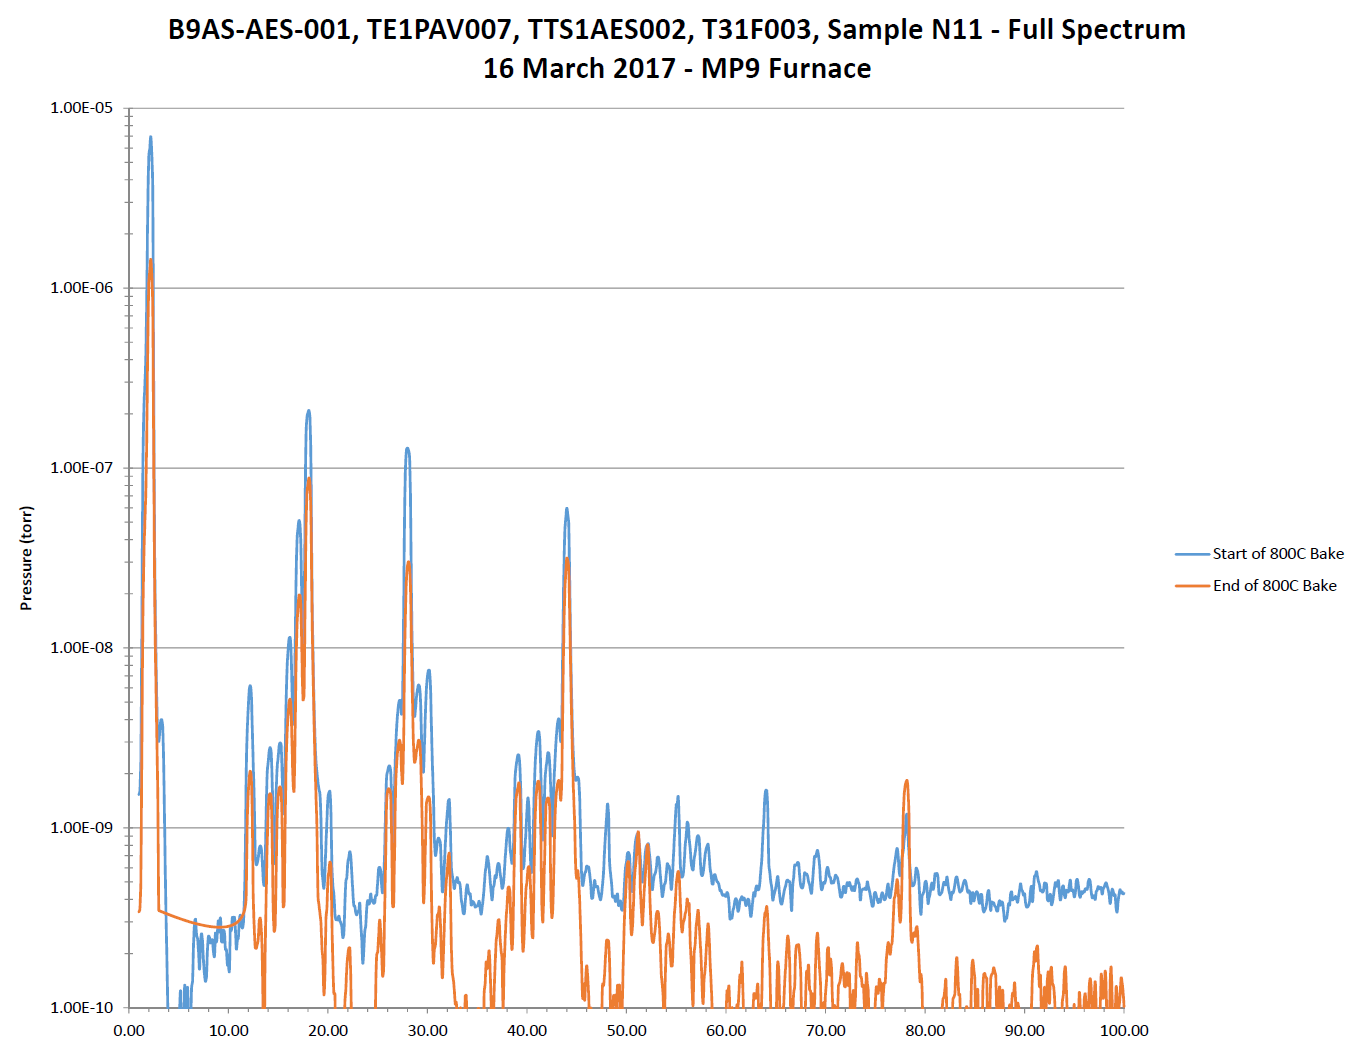 B9AS-AES-001, TE1PAV007, TTS1AES002, T31F003, Sample N11 - Full Spectrum
16 March 2017 - MP9 Furnace
1.00E-05
1.00E-06
1.00E-07
1.00E-08
1.00E-09
1.00E-10
Pressure (torr)
Start of 800C Bake
End of 800C Bake
0.00 10.00 20.00 30.00 40.00 50.00 60.00 70.00 80.00 90.00 100.00